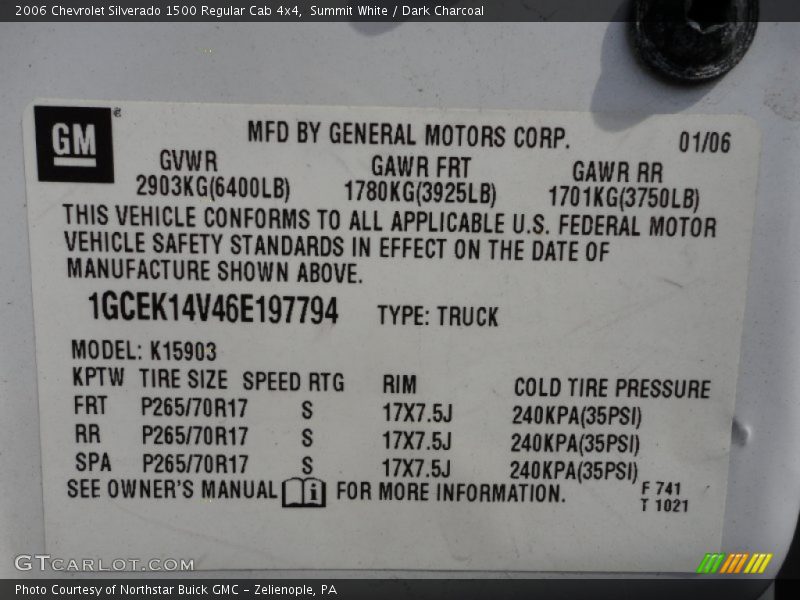 2006 Chevrolet Silverado 1500 Regular Cab 4x4,  Summit White / Dark Charcoal
GM ®
MFD BY GENERAL MOTORS CORP. 01/06
GVWR GAWR FRT GAWR RR
2903KG(6400LB) 1780KG(3925LB) 1701KG(3750LB)
THIS VEHICLE CONFORMS TO ALL APPLICABLE U.S. FEDERAL MOTOR
VEHICLE SAFETY STANDARDS IN EFFECT ON THE DATE OF
MANUFACTURE SHOWN ABOVE.
1GCEK14V46E197794 TYPE: TRUCK
MODEL: K15903
KPTW TIRE SIZE SPEED RTG RIM COLD TIRE PRESSURE
FRT P265/70R17 S 17X7.5J 240KPA(35PSI)
RR P265/70R17 S 17X7.5J 240KPA(35PSI)
SPA P265/70R17 S 17X7.5J 240KPA(35PSI)
SEE OWNER'S MANUAL i FOR MORE INFORMATION. F 741
T 1021
GTCARLOT.COM
Photo Courtesy of Northstar Buick GMC - Zelienople, PA